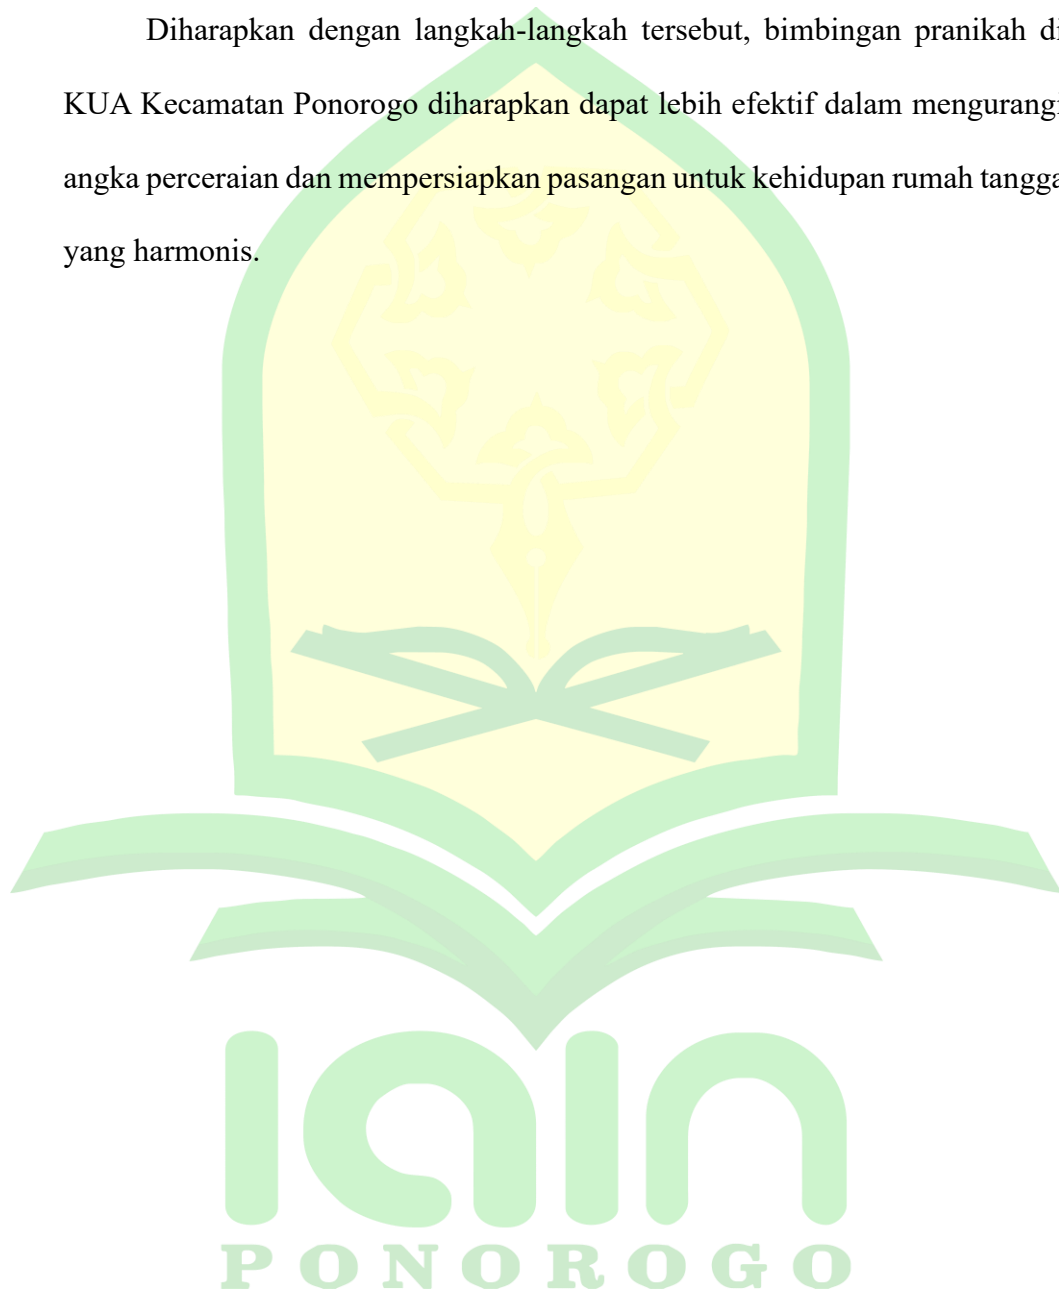 Diharapkan dengan langkah-langkah tersebut, bimbingan pranikah di
KUA Kecamatan Ponorogo diharapkan dapat lebih efektif dalam mengurangi
angka perceraian dan mempersiapkan pasangan untuk kehidupan rumah tangga
yang harmonis.
iain
PONOROGO